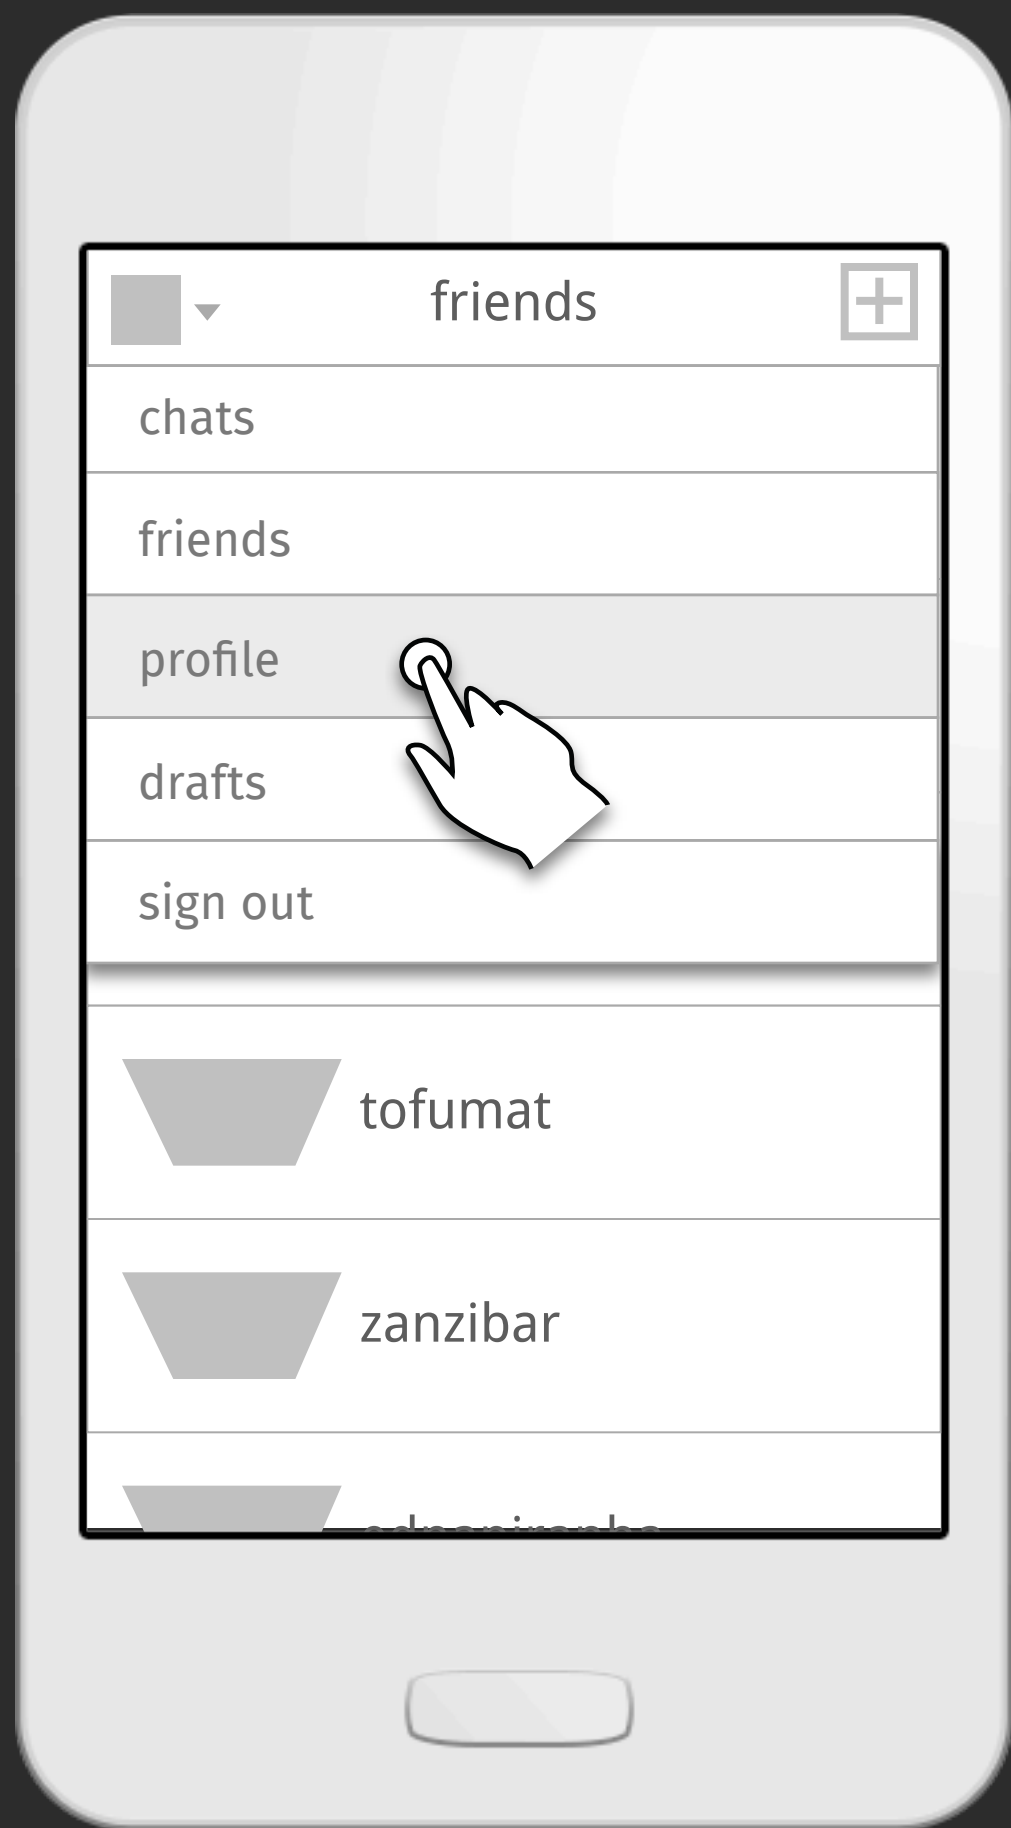 friends
chats
friends
profile
drafts
sign out
tofumat
zanzibar